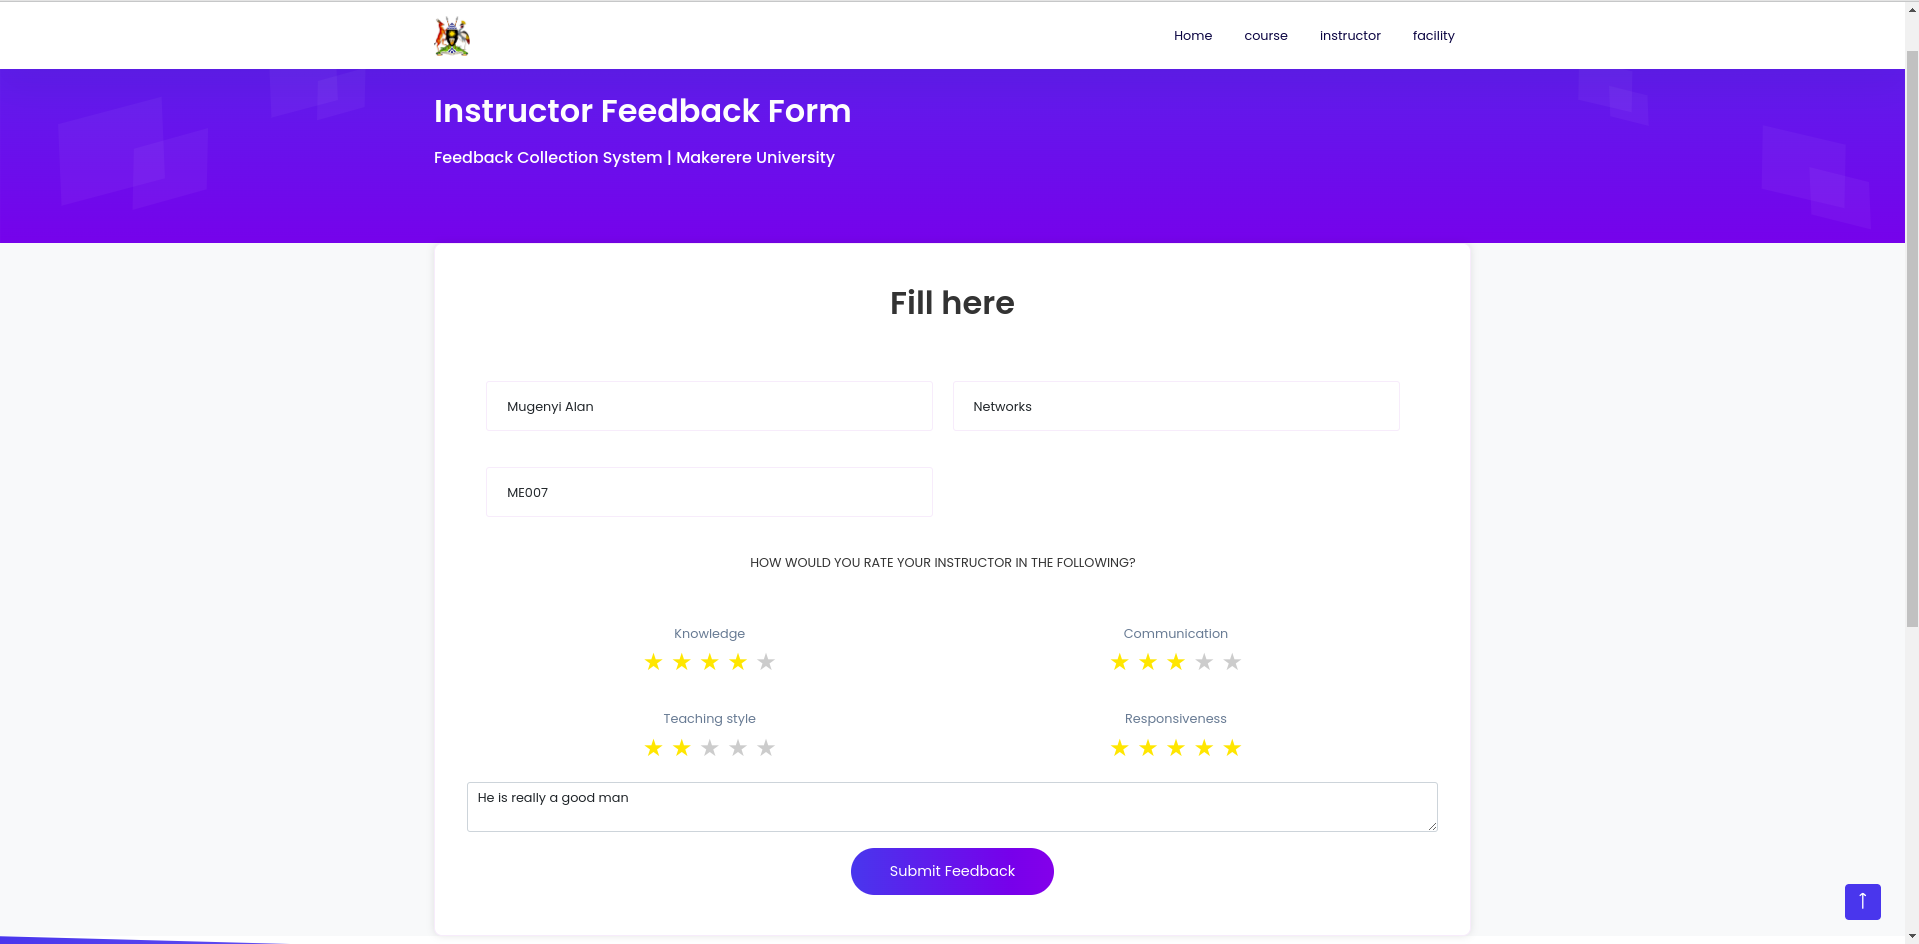 Home course instructor facility
Instructor Feedback Form
Feedback Collection System | Makerere University
Fill here
Mugenyi Alan Networks
ME007
HOW WOULD YOU RATE YOUR INSTRUCTOR IN THE FOLLOWING?
Knowledge Communication
Teaching style Responsiveness
He is really a good man
Submit Feedback